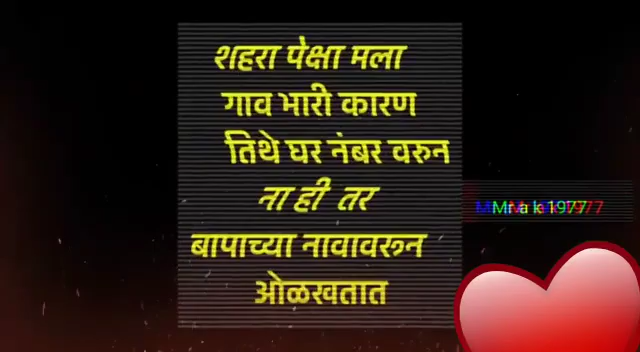 शहरा पेक्षा मला
गाव भारी कारण
तिथे घर नंबर वरुन
ना ही तर
बापाच्या नावावरून
ओळखतात